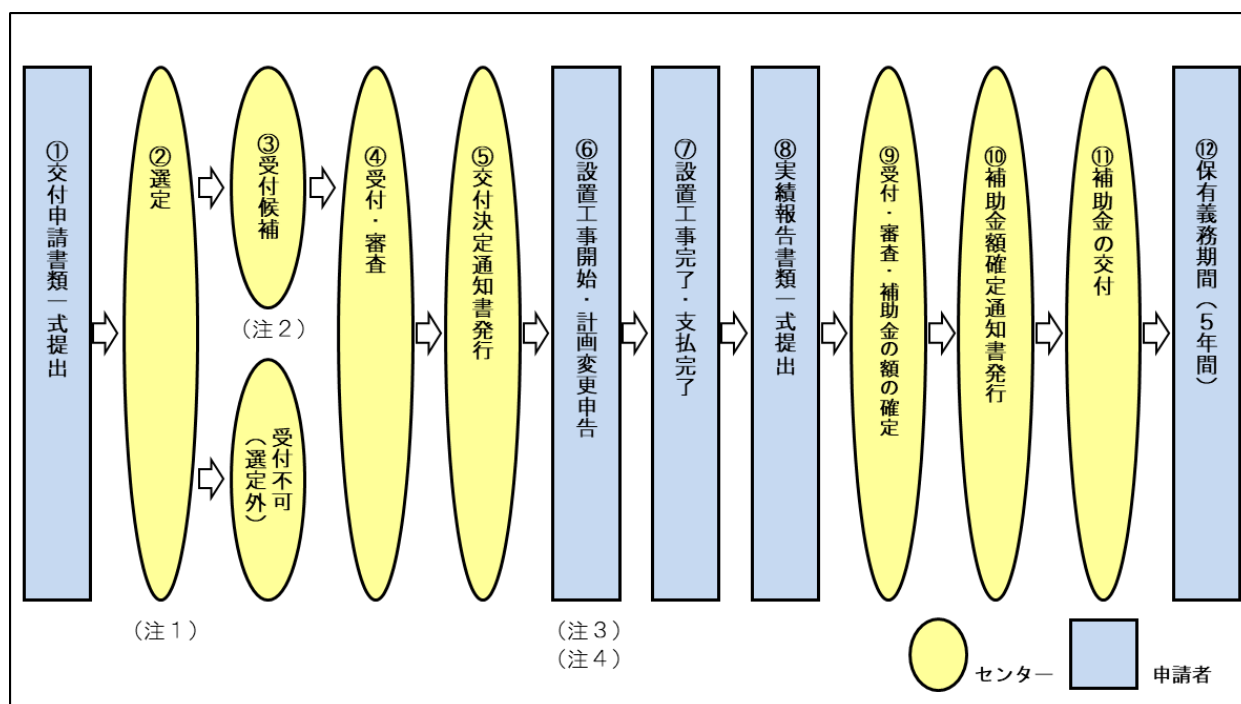 ①交付申請書類一式提出
②選定
③受付候補
(注２)
受付不可
(選定外)
④受付・審査
⑤交付決定通知書発行
⑥設置工事開始・計画変更申告
⑦設置工事完了・支払完了
⑧実績報告書類一式提出
⑨受付・審査・補助金の額の確定
⑩補助金額確定通知書発行
⑪補助金の交付
⑫保有義務期間(５年間)
(注１)
(注３)
(注４)
センター
申請者